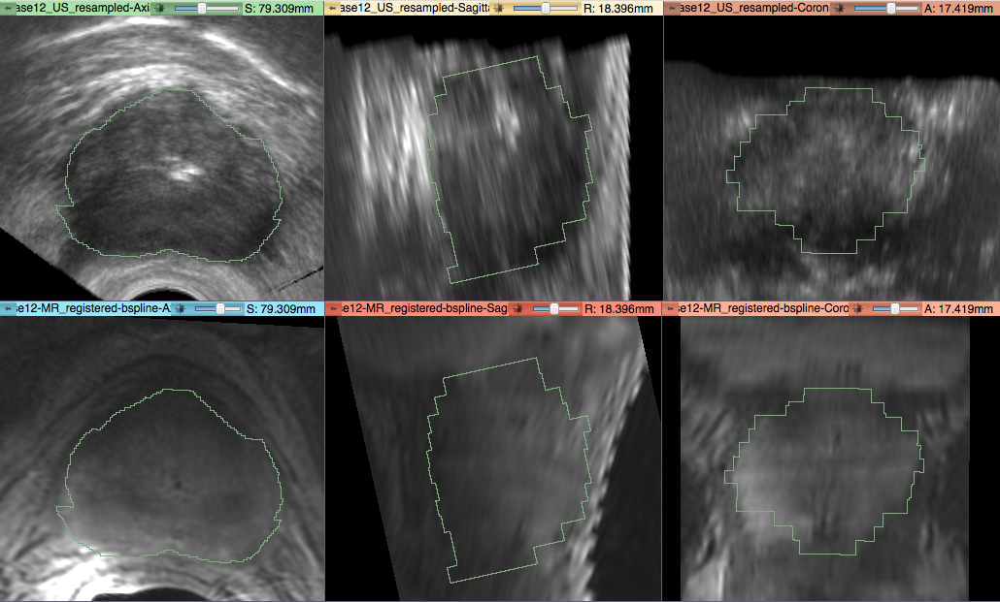 ase12_US_resampled-Axi S: 79.309mm
ase12_US_resampled-Sagitt R: 18.396mm
ase12_US_resampled-Coron A: 17.419mm
se12-MR_registered-bspline-A S: 79.309mm
se12-MR_registered-bspline-Sag R: 18.396mm
e12-MR_registered-bspline-Coro A: 17.419mm